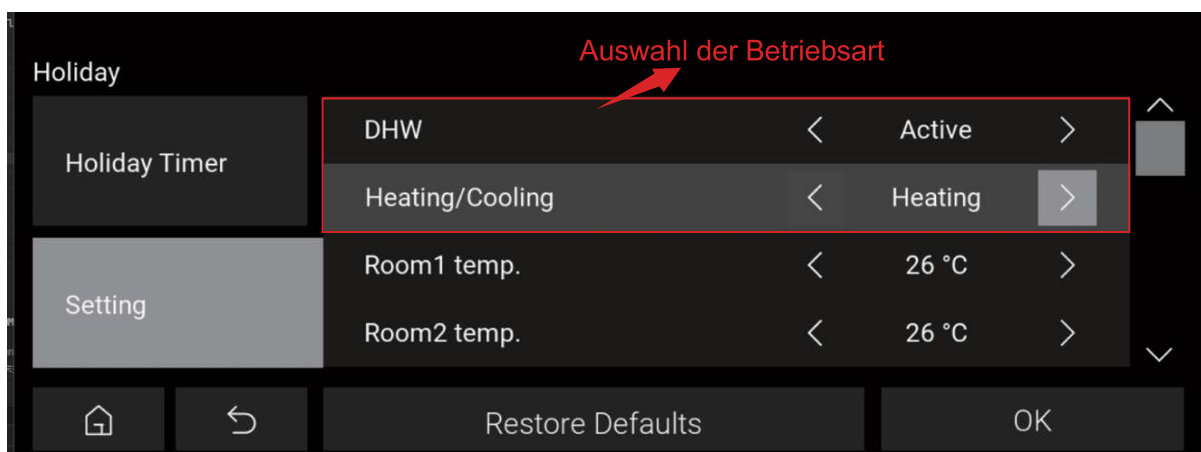 Auswahl der Betriebsart
Holiday
Holiday Timer
DHW
Active
Heating/Cooling
Heating
Setting
Room1 temp.
26 °C
Room2 temp.
26 °C
Restore Defaults
OK